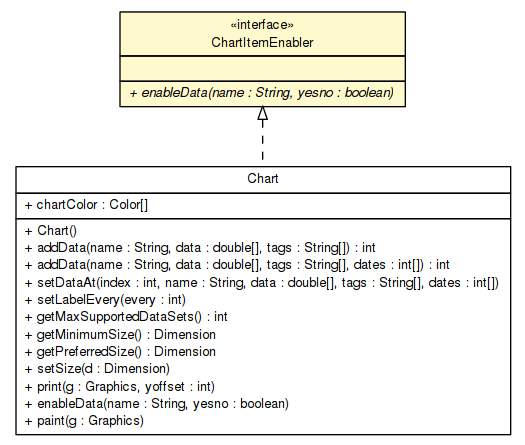 «interface»
ChartItemEnabler
+ enableData(name : String, yesno : boolean)
Chart
+ chartColor : Color[]
+ Chart()
+ addData(name : String, data : double[], tags : String[]) : int
+ addData(name : String, data : double[], tags : String[], dates : int[]) : int
+ setDataAt(index : int, name : String, data : double[], tags : String[], dates : int[])
+ setLabelEvery(every : int)
+ getMaxSupportedDataSets() : int
+ getMinimumSize() : Dimension
+ getPreferredSize() : Dimension
+ setSize(d : Dimension)
+ print(g : Graphics, yoffset : int)
+ enableData(name : String, yesno : boolean)
+ paint(g : Graphics)